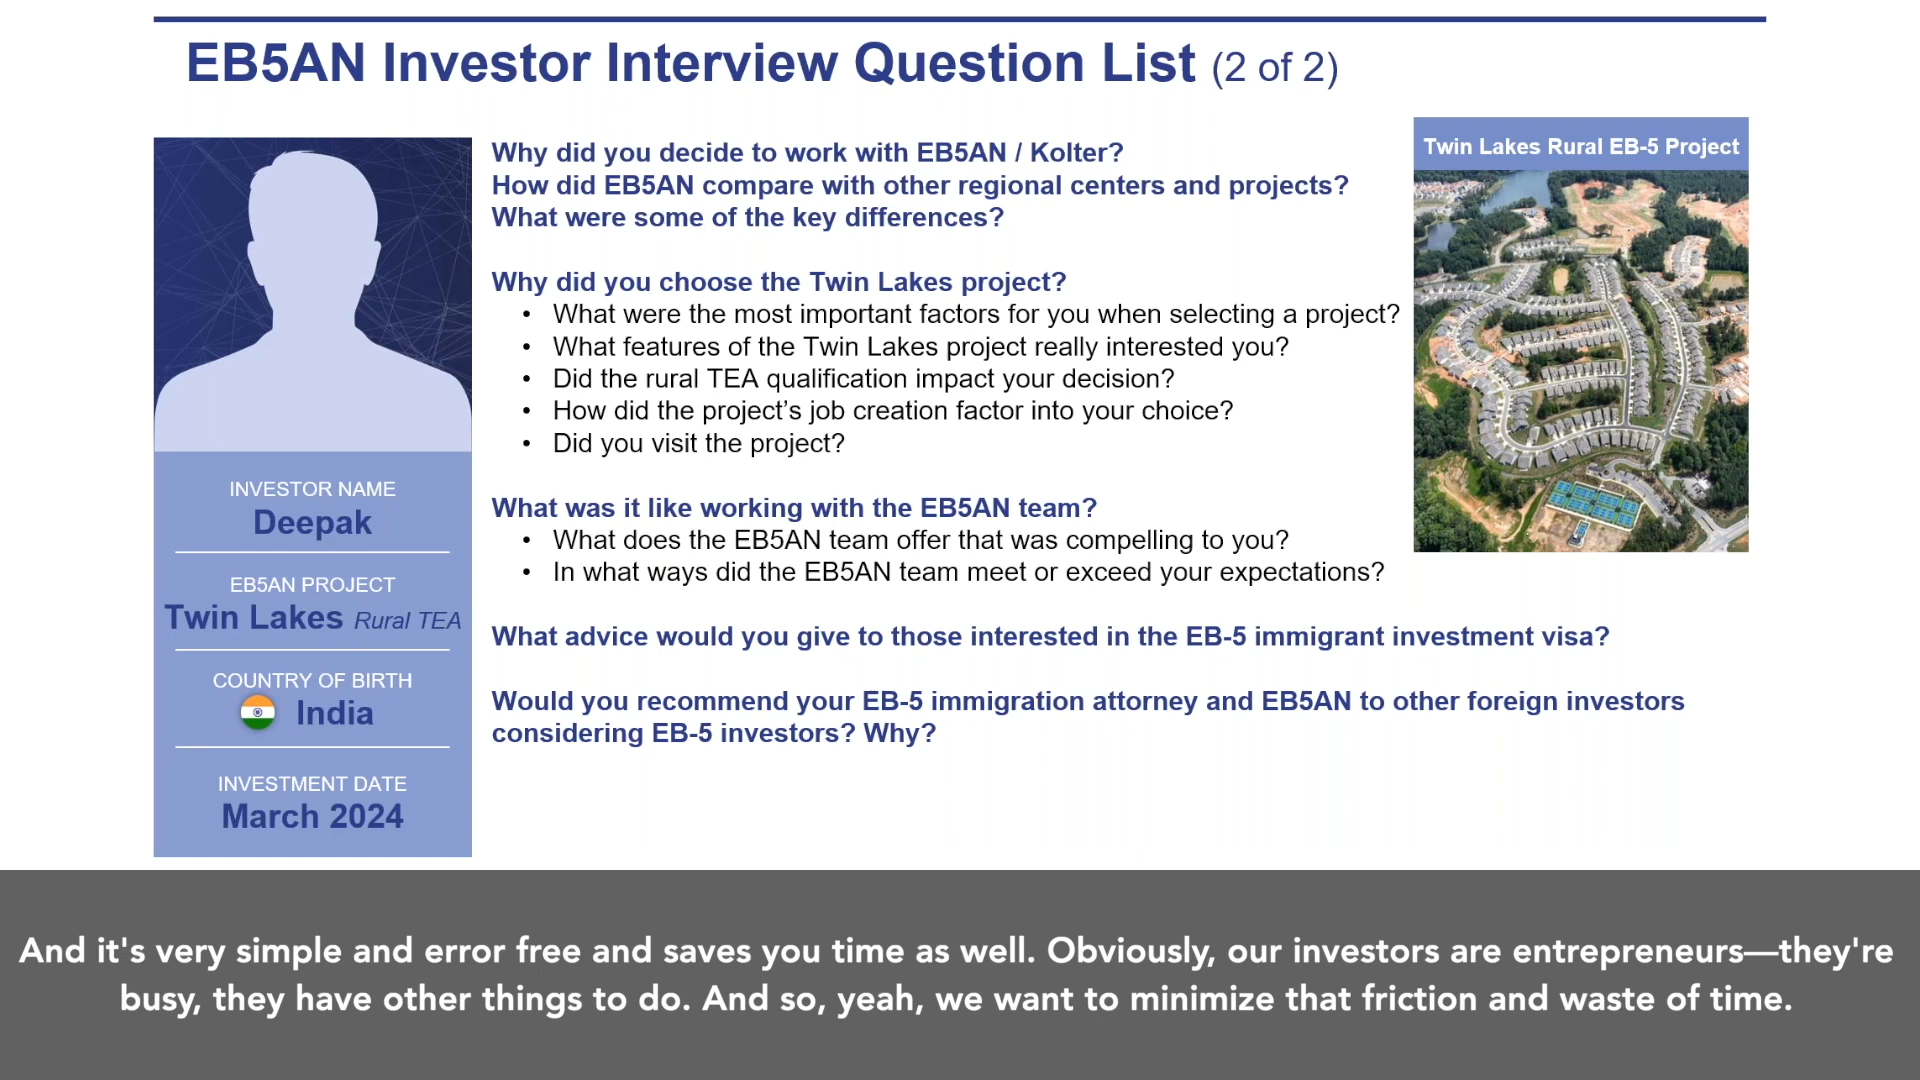 EB5AN Investor Interview Question List (2 of 2)
INVESTOR NAME
Deepak
EB5AN PROJECT
Twin Lakes Rural TEA
COUNTRY OF BIRTH
India
INVESTMENT DATE
March 2024
Why did you decide to work with EB5AN / Kolter?
How did EB5AN compare with other regional centers and projects?
What were some of the key differences?
Why did you choose the Twin Lakes project?
• What were the most important factors for you when selecting a project?
• What features of the Twin Lakes project really interested you?
• Did the rural TEA qualification impact your decision?
• How did the project’s job creation factor into your choice?
• Did you visit the project?
What was it like working with the EB5AN team?
• What does the EB5AN team offer that was compelling to you?
• In what ways did the EB5AN team meet or exceed your expectations?
What advice would you give to those interested in the EB-5 immigrant investment visa?
Would you recommend your EB-5 immigration attorney and EB5AN to other foreign investors
considering EB-5 investors? Why?
Twin Lakes Rural EB-5 Project
And it's very simple and error free and saves you time as well. Obviously, our investors are entrepreneurs—they're
busy, they have other things to do. And so, yeah, we want to minimize that friction and waste of time.